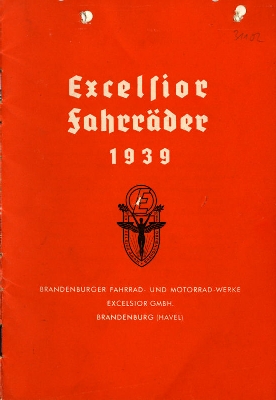 Excelsior
Fahrräder
1939
E
BRANDENBURGER FAHRRAD- UND MOTORRAD-WERKE
EXCELSIOR GMBH.
BRANDENBURG (HAVEL)